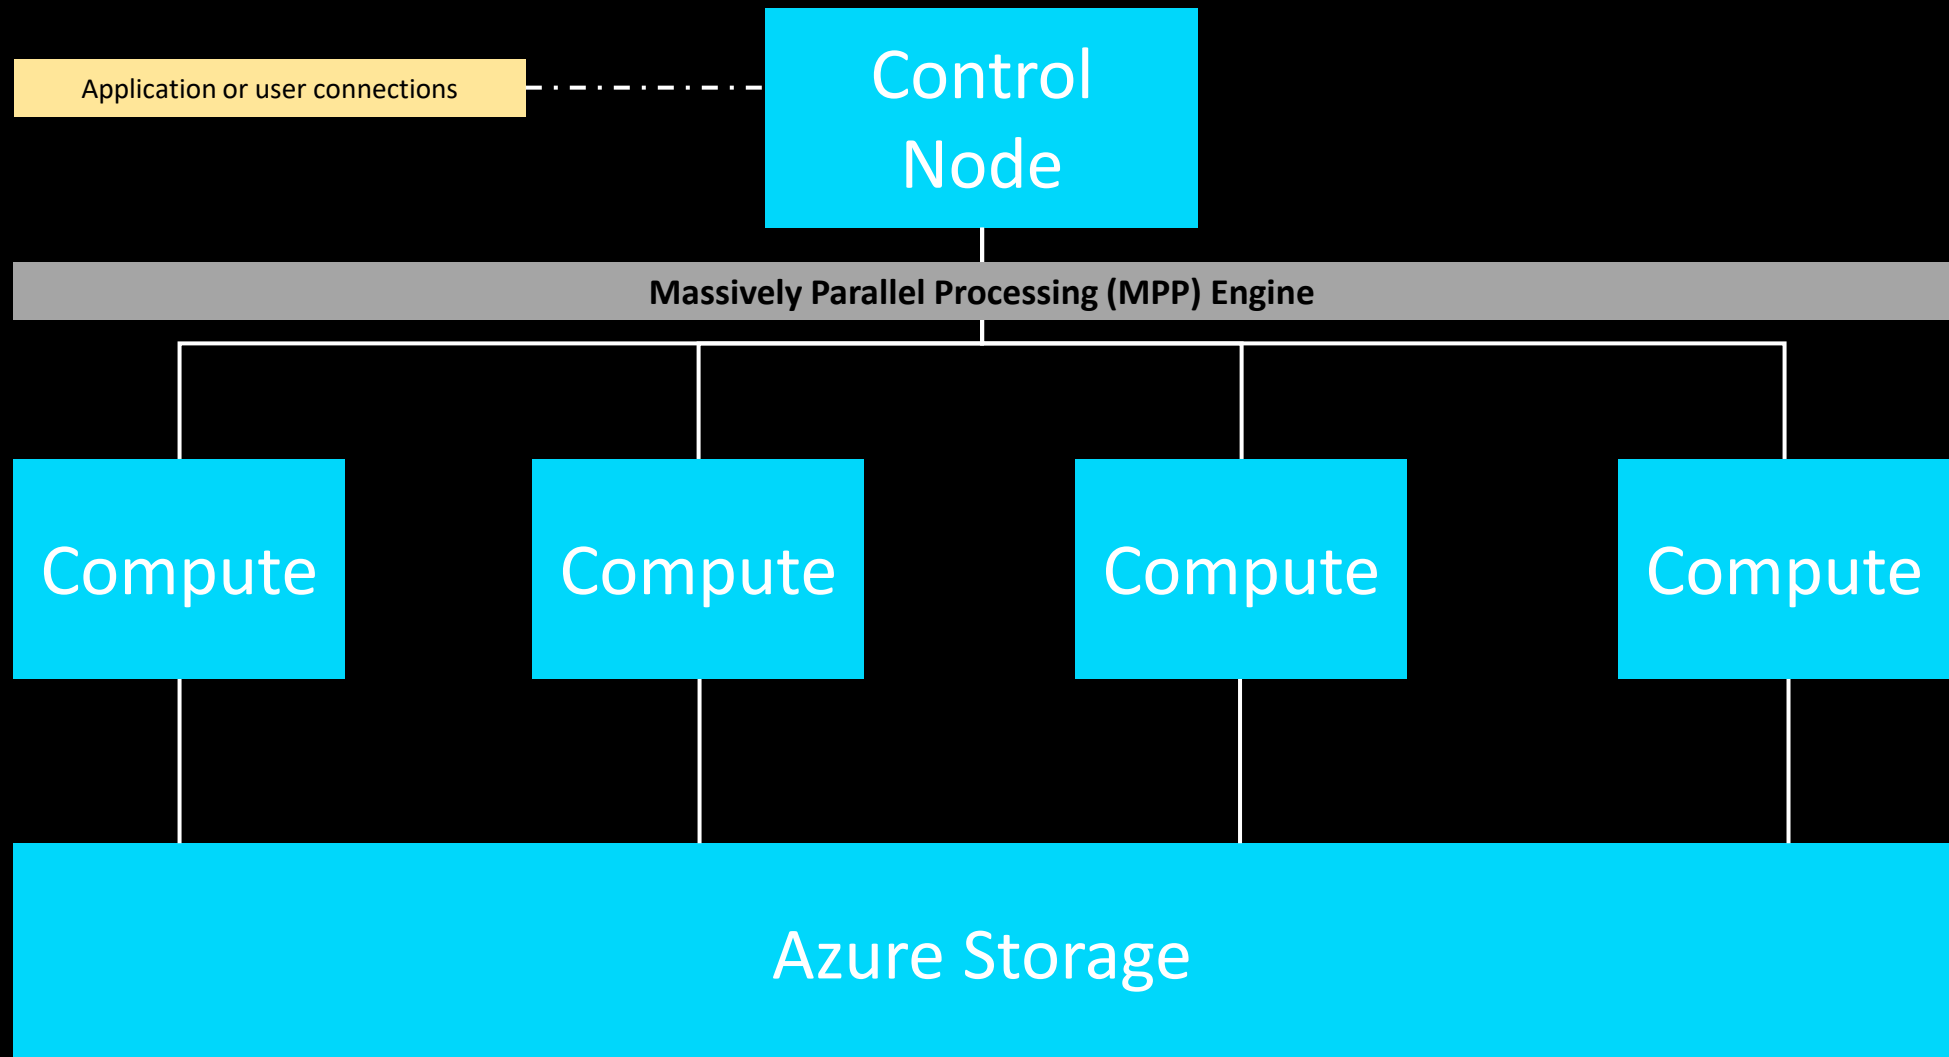 Control
Node
Application or user connections
Massively Parallel Processing (MPP) Engine
Compute
Compute
Compute
Compute
Azure Storage